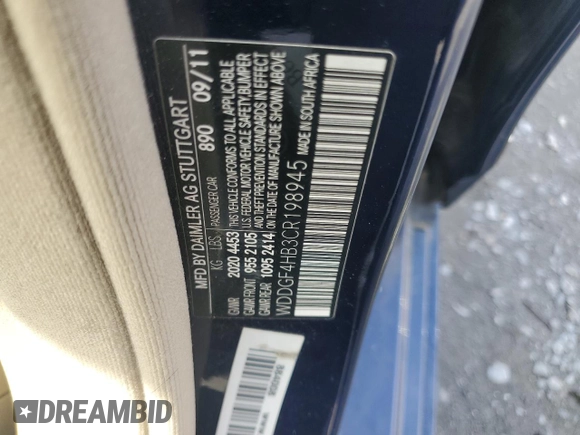 MFD BY DAIMLER AG STUTTGART
PASSENGER CAR 890 09/11
KG LBS
GVWR 2020 4453
GAWR FRONT 955 2105
GAWR REAR 1095 2414
THIS VEHICLE CONFORMS TO ALL APPLICABLE
U.S. FEDERAL MOTOR VEHICLE SAFETY, BUMPER
AND THEFT PREVENTION STANDARDS IN EFFECT
ON THE DATE OF MANUFACTURE SHOWN ABOVE
WDDGF4HB3CR198945 MADE IN SOUTH AFRICA
DREAMBID